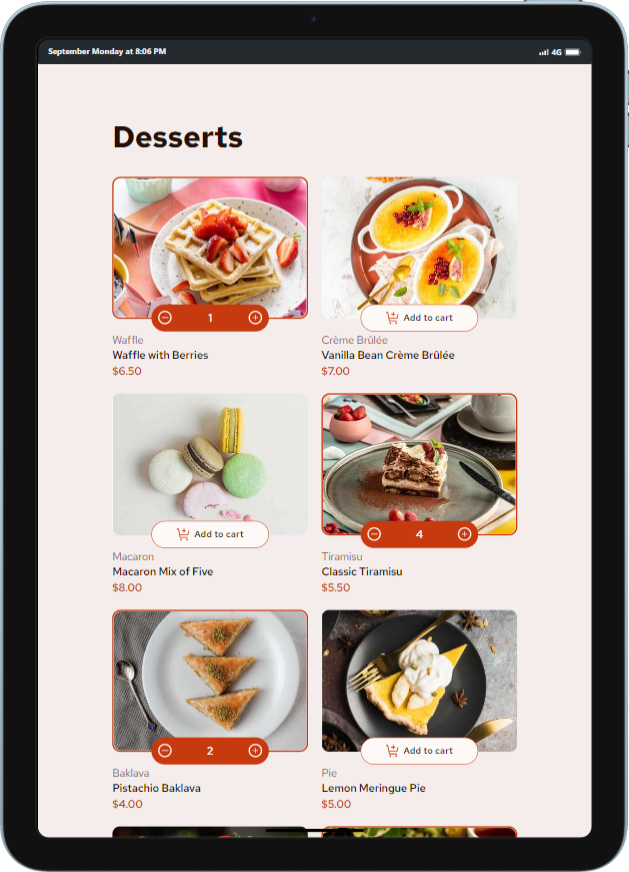 September Monday at 8:06 PM
4G
Desserts
1
Waffle
Waffle with Berries
$6.50
Add to cart
Crème Brûlée
Vanilla Bean Crème Brûlée
$7.00
Add to cart
Macaron
Macaron Mix of Five
$8.00
4
Tiramisu
Classic Tiramisu
$5.50
2
Baklava
Pistachio Baklava
$4.00
Add to cart
Pie
Lemon Meringue Pie
$5.00